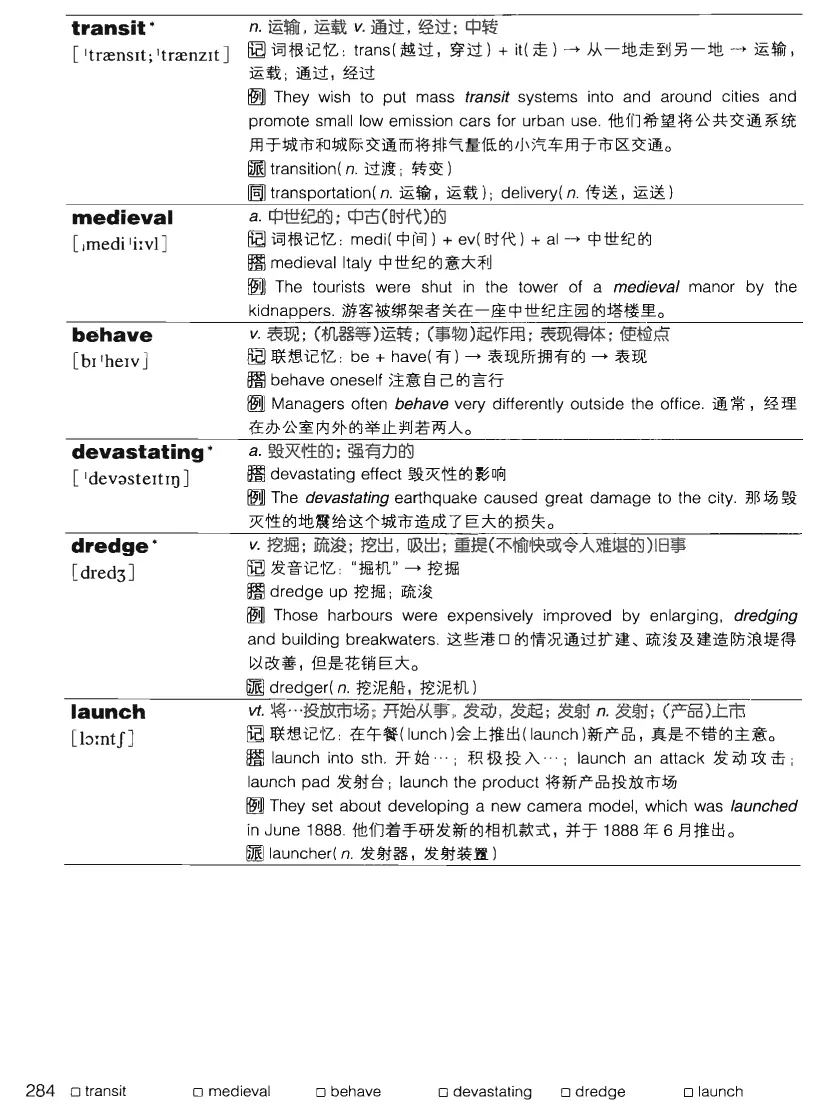 transit*
n. 运输, 运载 v. 通过, 经过; 中转
[ ˈtrænsɪt; ˈtrænzɪt ]
记 词根记忆: trans(越过, 穿过) + it(走) → 从一地走到另一地 → 运输,
运载; 通过, 经过
例 They wish to put mass transit systems into and around cities and
promote small low emission cars for urban use. 他们希望将公共交通系统
用于城市和城际交通而将排气量低的小汽车用于市区交通。
派 transition(n. 过渡; 转变)
同 transportation(n. 运输, 运载); delivery(n. 传送, 运送)
medieval
a. 中世纪的; 中古(时代)的
[ ˌmedi ˈiːvl ]
记 词根记忆: medi(中间) + ev(时代) + al → 中世纪的
搭 medieval Italy 中世纪的意大利
例 The tourists were shut in the tower of a medieval manor by the
kidnappers. 游客被绑架者关在一座中世纪庄园的塔楼里。
behave
v. 表现; (机器等)运转; (事物)起作用; 表现得体; 使检点
[ bɪ ˈheɪv ]
记 联想记忆: be + have(有) → 表现所拥有的 → 表现
搭 behave oneself 注意自己的言行
例 Managers often behave very differently outside the office. 通常, 经理
在办公室内外的举止判若两人。
devastating*
a. 毁灭性的; 强有力的
[ ˈdevəsteɪtɪŋ ]
搭 devastating effect 毁灭性的影响
例 The devastating earthquake caused great damage to the city. 那场毁
灭性的地震给这个城市造成了巨大的损失。
dredge*
v. 挖掘; 疏浚; 挖出, 吸出; 重提(不愉快或令人难堪的)旧事
[ dredʒ ]
记 发音记忆: "掘机" → 挖掘
搭 dredge up 挖掘; 疏浚
例 Those harbours were expensively improved by enlarging, dredging
and building breakwaters. 这些港口的情况通过扩建、疏浚及建造防浪堤得
以改善, 但是花销巨大。
派 dredger(n. 挖泥船, 挖泥机)
launch
vt. 将…投放市场; 开始从事, 发动, 发起; 发射 n. 发射; (产品)上市
[ lɔːntʃ ]
记 联想记忆: 在午餐(lunch)会上推出(launch)新产品, 真是不错的主意。
搭 launch into sth. 开始…; 积极投入…; launch an attack 发动攻击;
launch pad 发射台; launch the product 将新产品投放市场
例 They set about developing a new camera model, which was launched
in June 1888. 他们着手研发新的相机款式, 并于 1888 年 6 月推出。
派 launcher(n. 发射器, 发射装置)
284 □ transit □ medieval □ behave □ devastating □ dredge □ launch